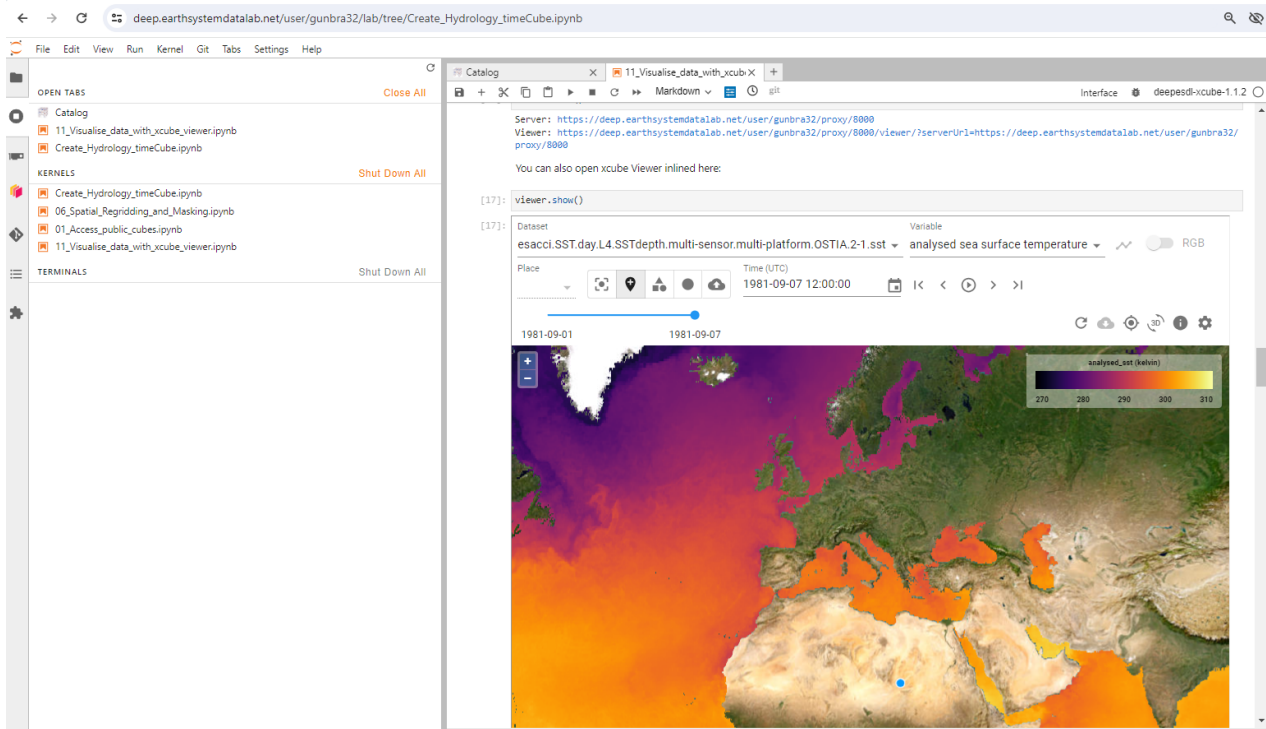 deep.earthsystemdatalab.net/user/gunbra32/lab/tree/Create_Hydrology_timeCube.ipynb
File Edit View Run Kernel Git Tabs Settings Help
OPEN TABS Close All
Catalog
11_Visualise_data_with_xcube_viewer.ipynb
Create_Hydrology_timeCube.ipynb
KERNELS Shut Down All
Create_Hydrology_timeCube.ipynb
06_Spatial_Regridding_and_Masking.ipynb
01_Access_public_cubes.ipynb
11_Visualise_data_with_xcube_viewer.ipynb
TERMINALS Shut Down All
Catalog 11_Visualise_data_with_xcub
Markdown git Interface deepesdl-xcube-1.1.2
Server: https://deep.earthsystemdatalab.net/user/gunbra32/proxy/8000
Viewer: https://deep.earthsystemdatalab.net/user/gunbra32/proxy/8000/viewer/?serverUrl=https://deep.earthsystemdatalab.net/user/gunbra32/
proxy/8000
You can also open xcube Viewer inlined here:
[17]: viewer.show()
[17]: Dataset Variable
esacci.SST.day.L4.SSTdepth.multi-sensor.multi-platform.OSTIA.2-1.sst analysed sea surface temperature RGB
Place Time (UTC)
1981-09-07 12:00:00
3D
1981-09-01 1981-09-07
+
−
analysed_sst (kelvin)
270 280 290 300 310